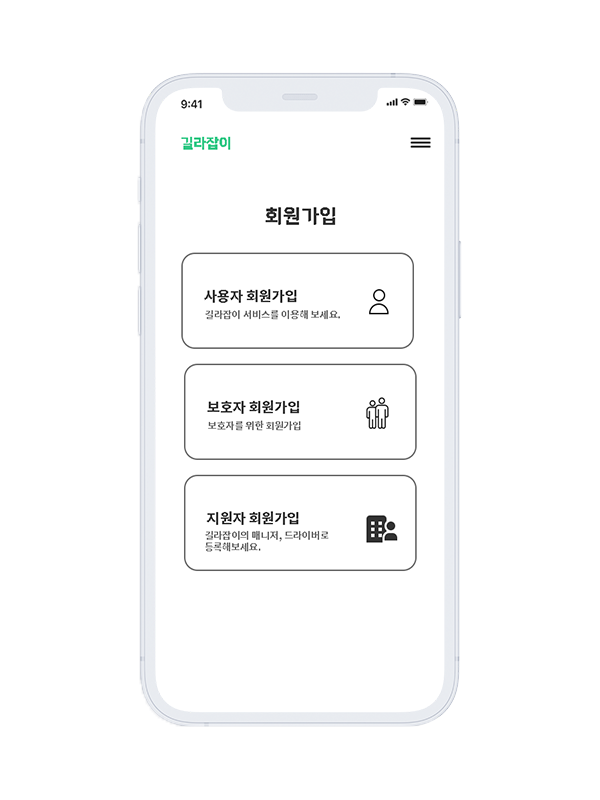 9:41
길라잡이
회원가입
사용자 회원가입
길라잡이 서비스를 이용해 보세요.
보호자 회원가입
보호자를 위한 회원가입
지원자 회원가입
길라잡이의 매니저, 드라이버로
등록해보세요.